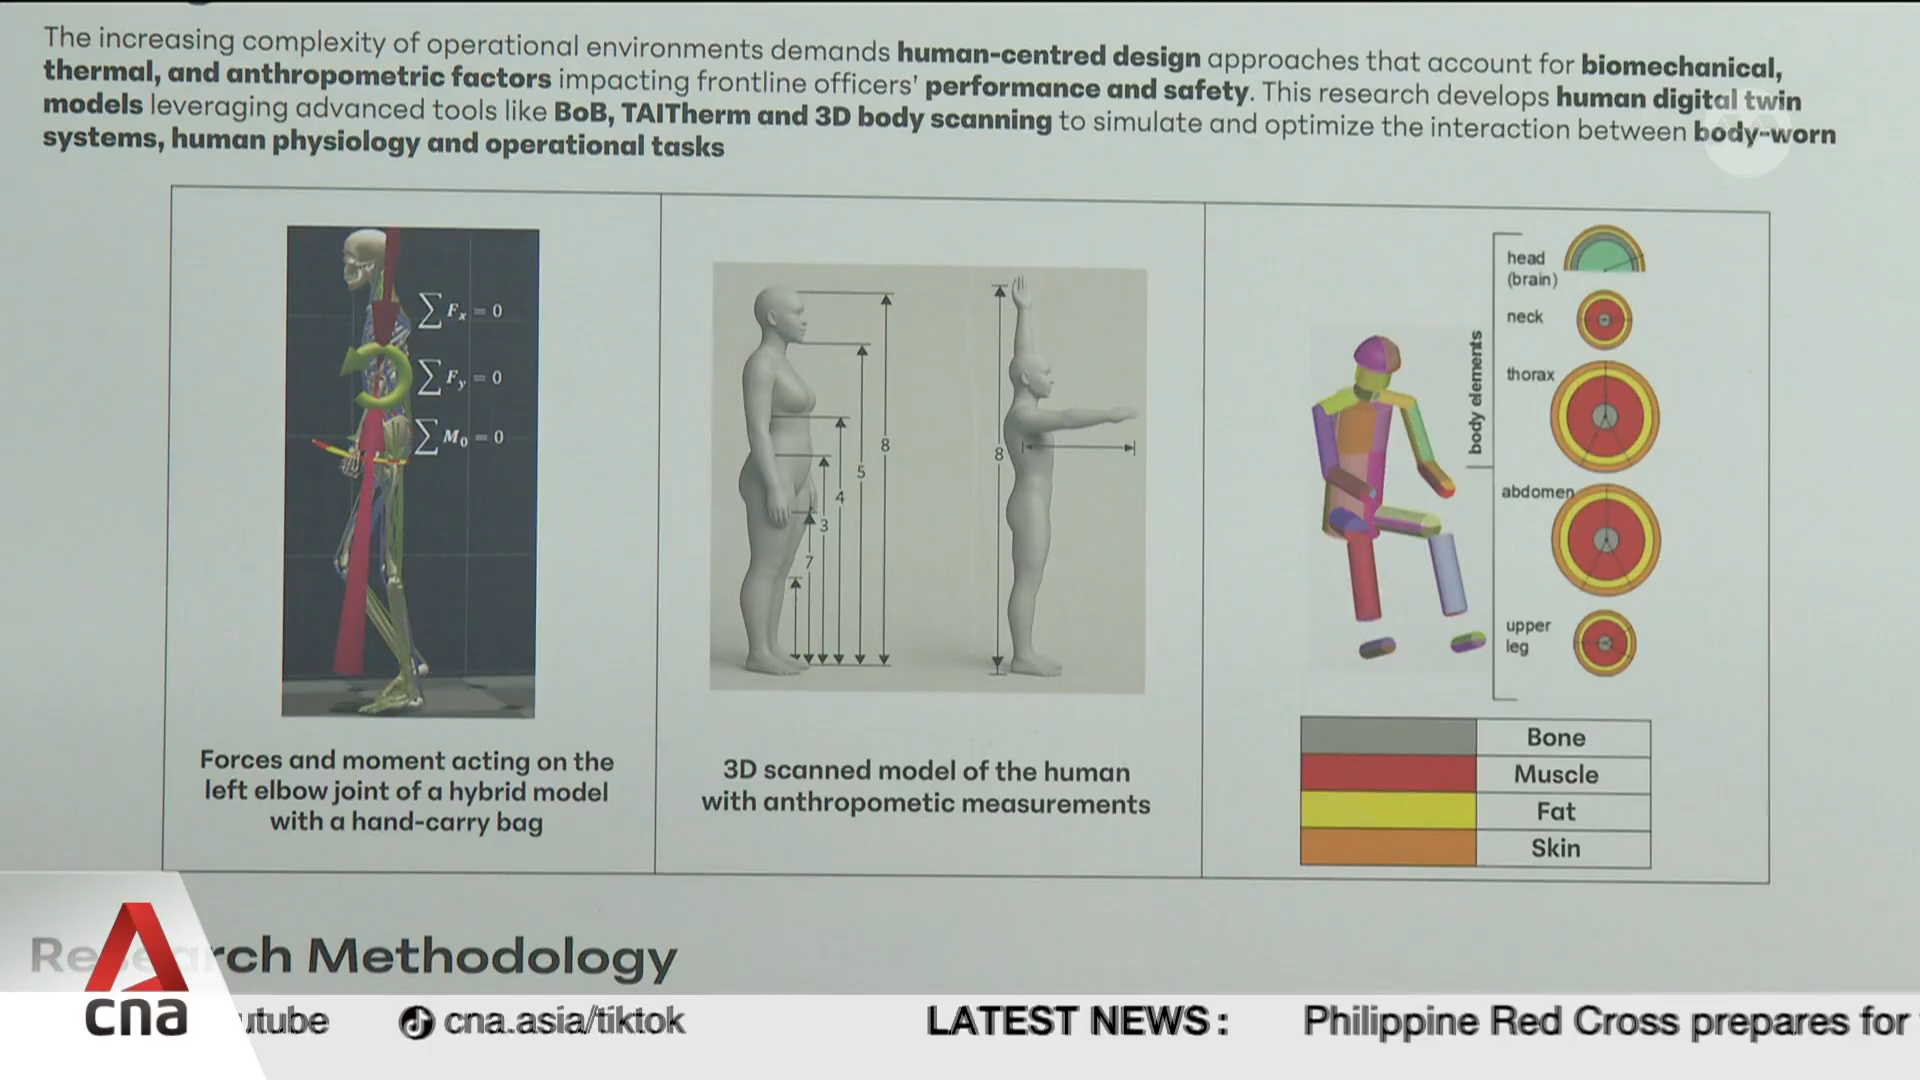 The increasing complexity of operational environments demands human-centred design approaches that account for biomechanical,
thermal, and anthropometric factors impacting frontline officers' performance and safety. This research develops human digital twin
models leveraging advanced tools like BoB, TAITherm and 3D body scanning to simulate and optimize the interaction between body-worn
systems, human physiology and operational tasks
∑ Fx = 0
∑ Fy = 0
∑ M0 = 0
Forces and moment acting on the
left elbow joint of a hybrid model
with a hand-carry bag
8
5
4
3
7
8
3D scanned model of the human
with anthropometic measurements
body elements
head
(brain)
neck
thorax
abdomen
upper
leg
Bone
Muscle
Fat
Skin
Research Methodology
cna
utube
cna.asia/tiktok
LATEST NEWS :
Philippine Red Cross prepares for